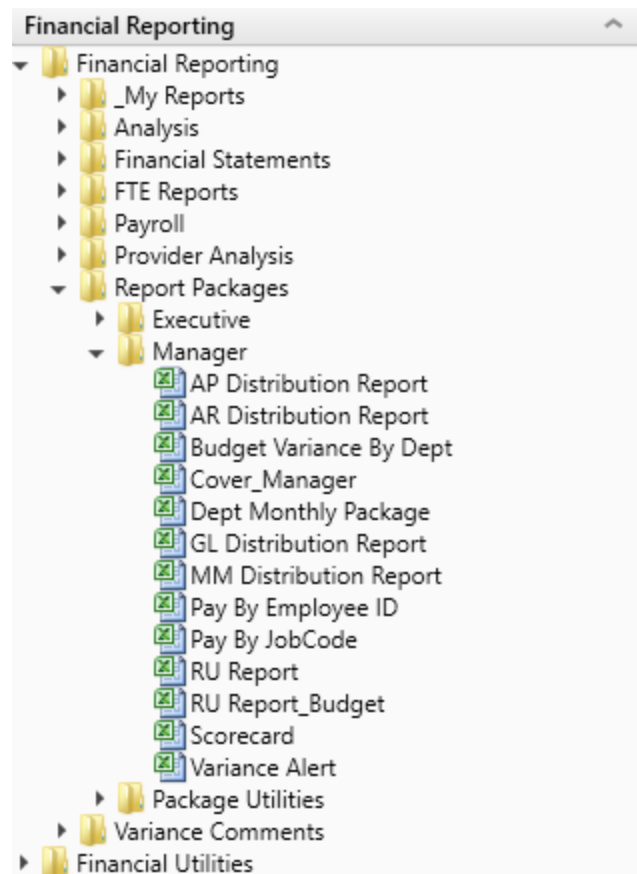 Financial Reporting
Financial Reporting
_My Reports
Analysis
Financial Statements
FTE Reports
Payroll
Provider Analysis
Report Packages
Executive
Manager
AP Distribution Report
AR Distribution Report
Budget Variance By Dept
Cover_Manager
Dept Monthly Package
GL Distribution Report
MM Distribution Report
Pay By Employee ID
Pay By JobCode
RU Report
RU Report_Budget
Scorecard
Variance Alert
Package Utilities
Variance Comments
Financial Utilities